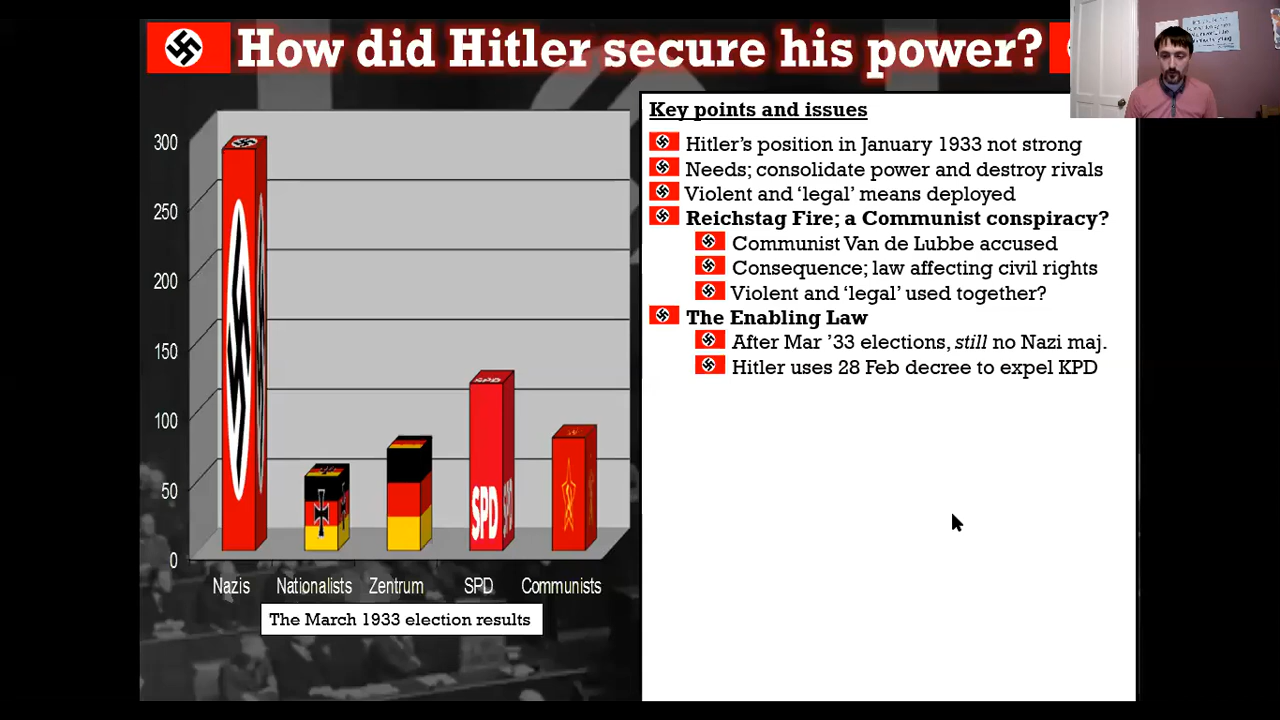 How did Hitler secure his power?
Key points and issues
Hitler's position in January 1933 not strong
Needs; consolidate power and destroy rivals
Violent and 'legal' means deployed
Reichstag Fire; a Communist conspiracy?
Communist Van de Lubbe accused
Consequence; law affecting civil rights
Violent and 'legal' used together?
The Enabling Law
After Mar '33 elections, still no Nazi maj.
Hitler uses 28 Feb decree to expel KPD
300
250
200
150
100
50
0
SPD
SPD
SPD
Nazis
Nationalists
Zentrum
SPD
Communists
The March 1933 election results